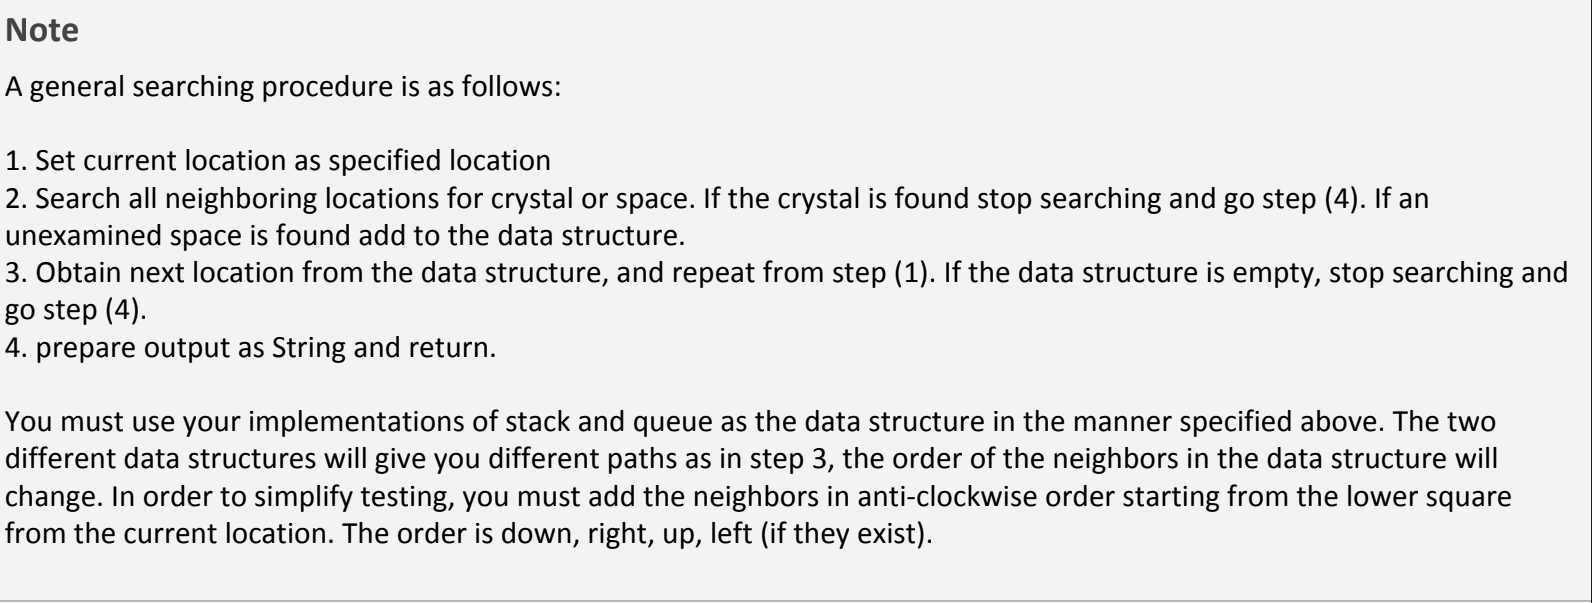 Note
A general searching procedure is as follows:
1. Set current location as specified location
2. Search all neighboring locations for crystal or space. If the crystal is found stop searching and go step (4). If an
unexamined space is found add to the data structure.
3. Obtain next location from the data structure, and repeat from step (1). If the data structure is empty, stop searching and
go step (4).
4. prepare output as String and return.
You must use your implementations of stack and queue as the data structure in the manner specified above. The two
different data structures will give you different paths as in step 3, the order of the neighbors in the data structure will
change. In order to simplify testing, you must add the neighbors in anti-clockwise order starting from the lower square
from the current location. The order is down, right, up, left (if they exist).